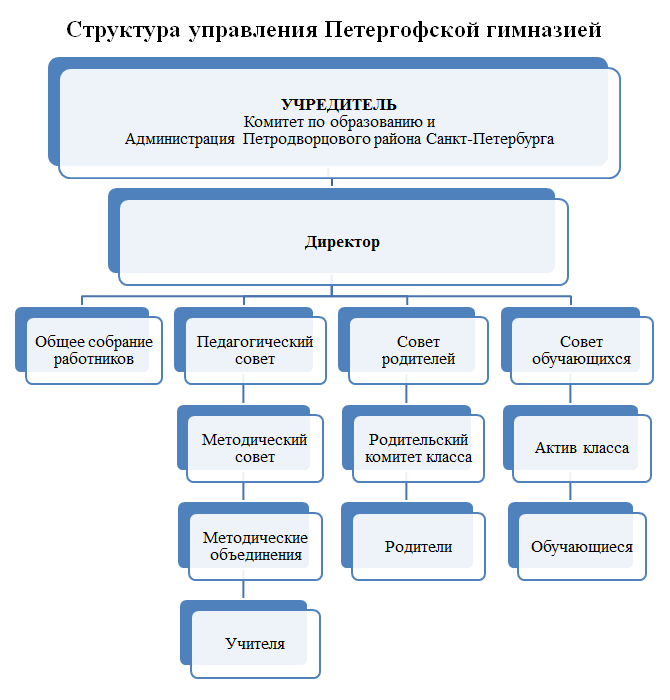 Структура управления Петергофской гимназией
УЧРЕДИТЕЛЬ
Комитет по образованию и
Администрация Петродворцового района Санкт-Петербурга
Директор
Общее собрание
работников
Педагогический
совет
Совет
родителей
Совет
обучающихся
Методический
совет
Родительский
комитет класса
Актив класса
Методические
объединения
Родители
Обучающиеся
Учителя